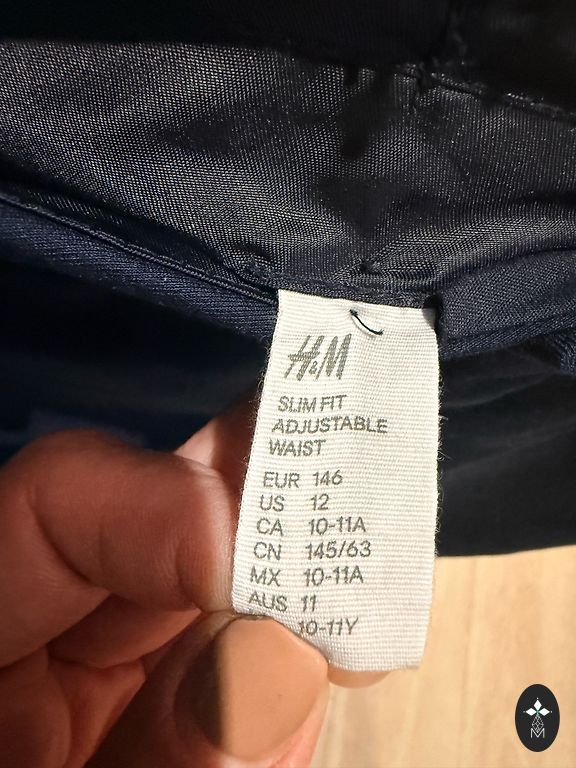 H&M
SLIM FIT
ADJUSTABLE
WAIST
EUR 146
US 12
CA 10-11A
CN 145/63
MX 10-11A
AUS 11
10-11Y
M